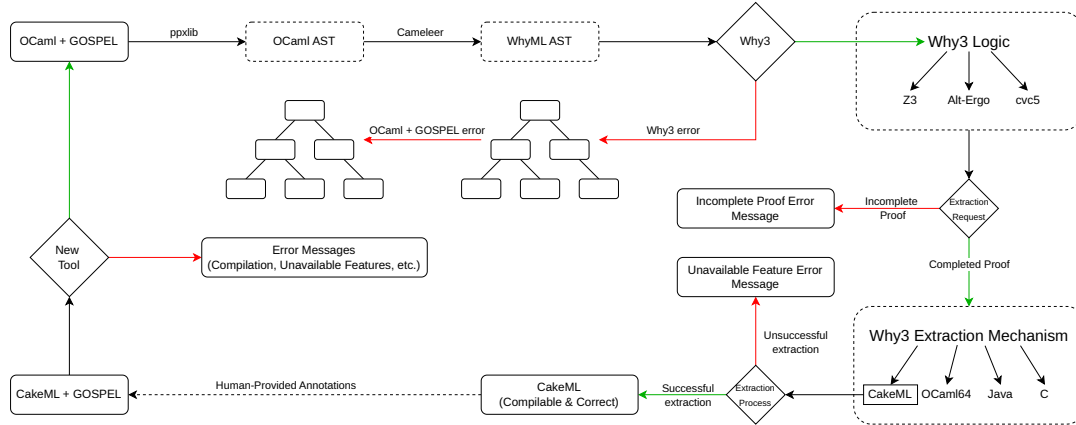 OCaml + GOSPEL
ppxlib
OCaml AST
Cameleer
WhyML AST
Why3
Why3 Logic
Z3
Alt-Ergo
cvc5
OCaml + GOSPEL error
Why3 error
Incomplete Proof Error
Message
Incomplete
Proof
Extraction
Request
New
Tool
Error Messages
(Compilation, Unavailable Features, etc.)
Unavailable Feature Error
Message
Completed Proof
Unsuccessful
extraction
Why3 Extraction Mechanism
CakeML
OCaml64
Java
C
CakeML + GOSPEL
Human-Provided Annotations
CakeML
(Compilable & Correct)
Successful
extraction
Extraction
Process